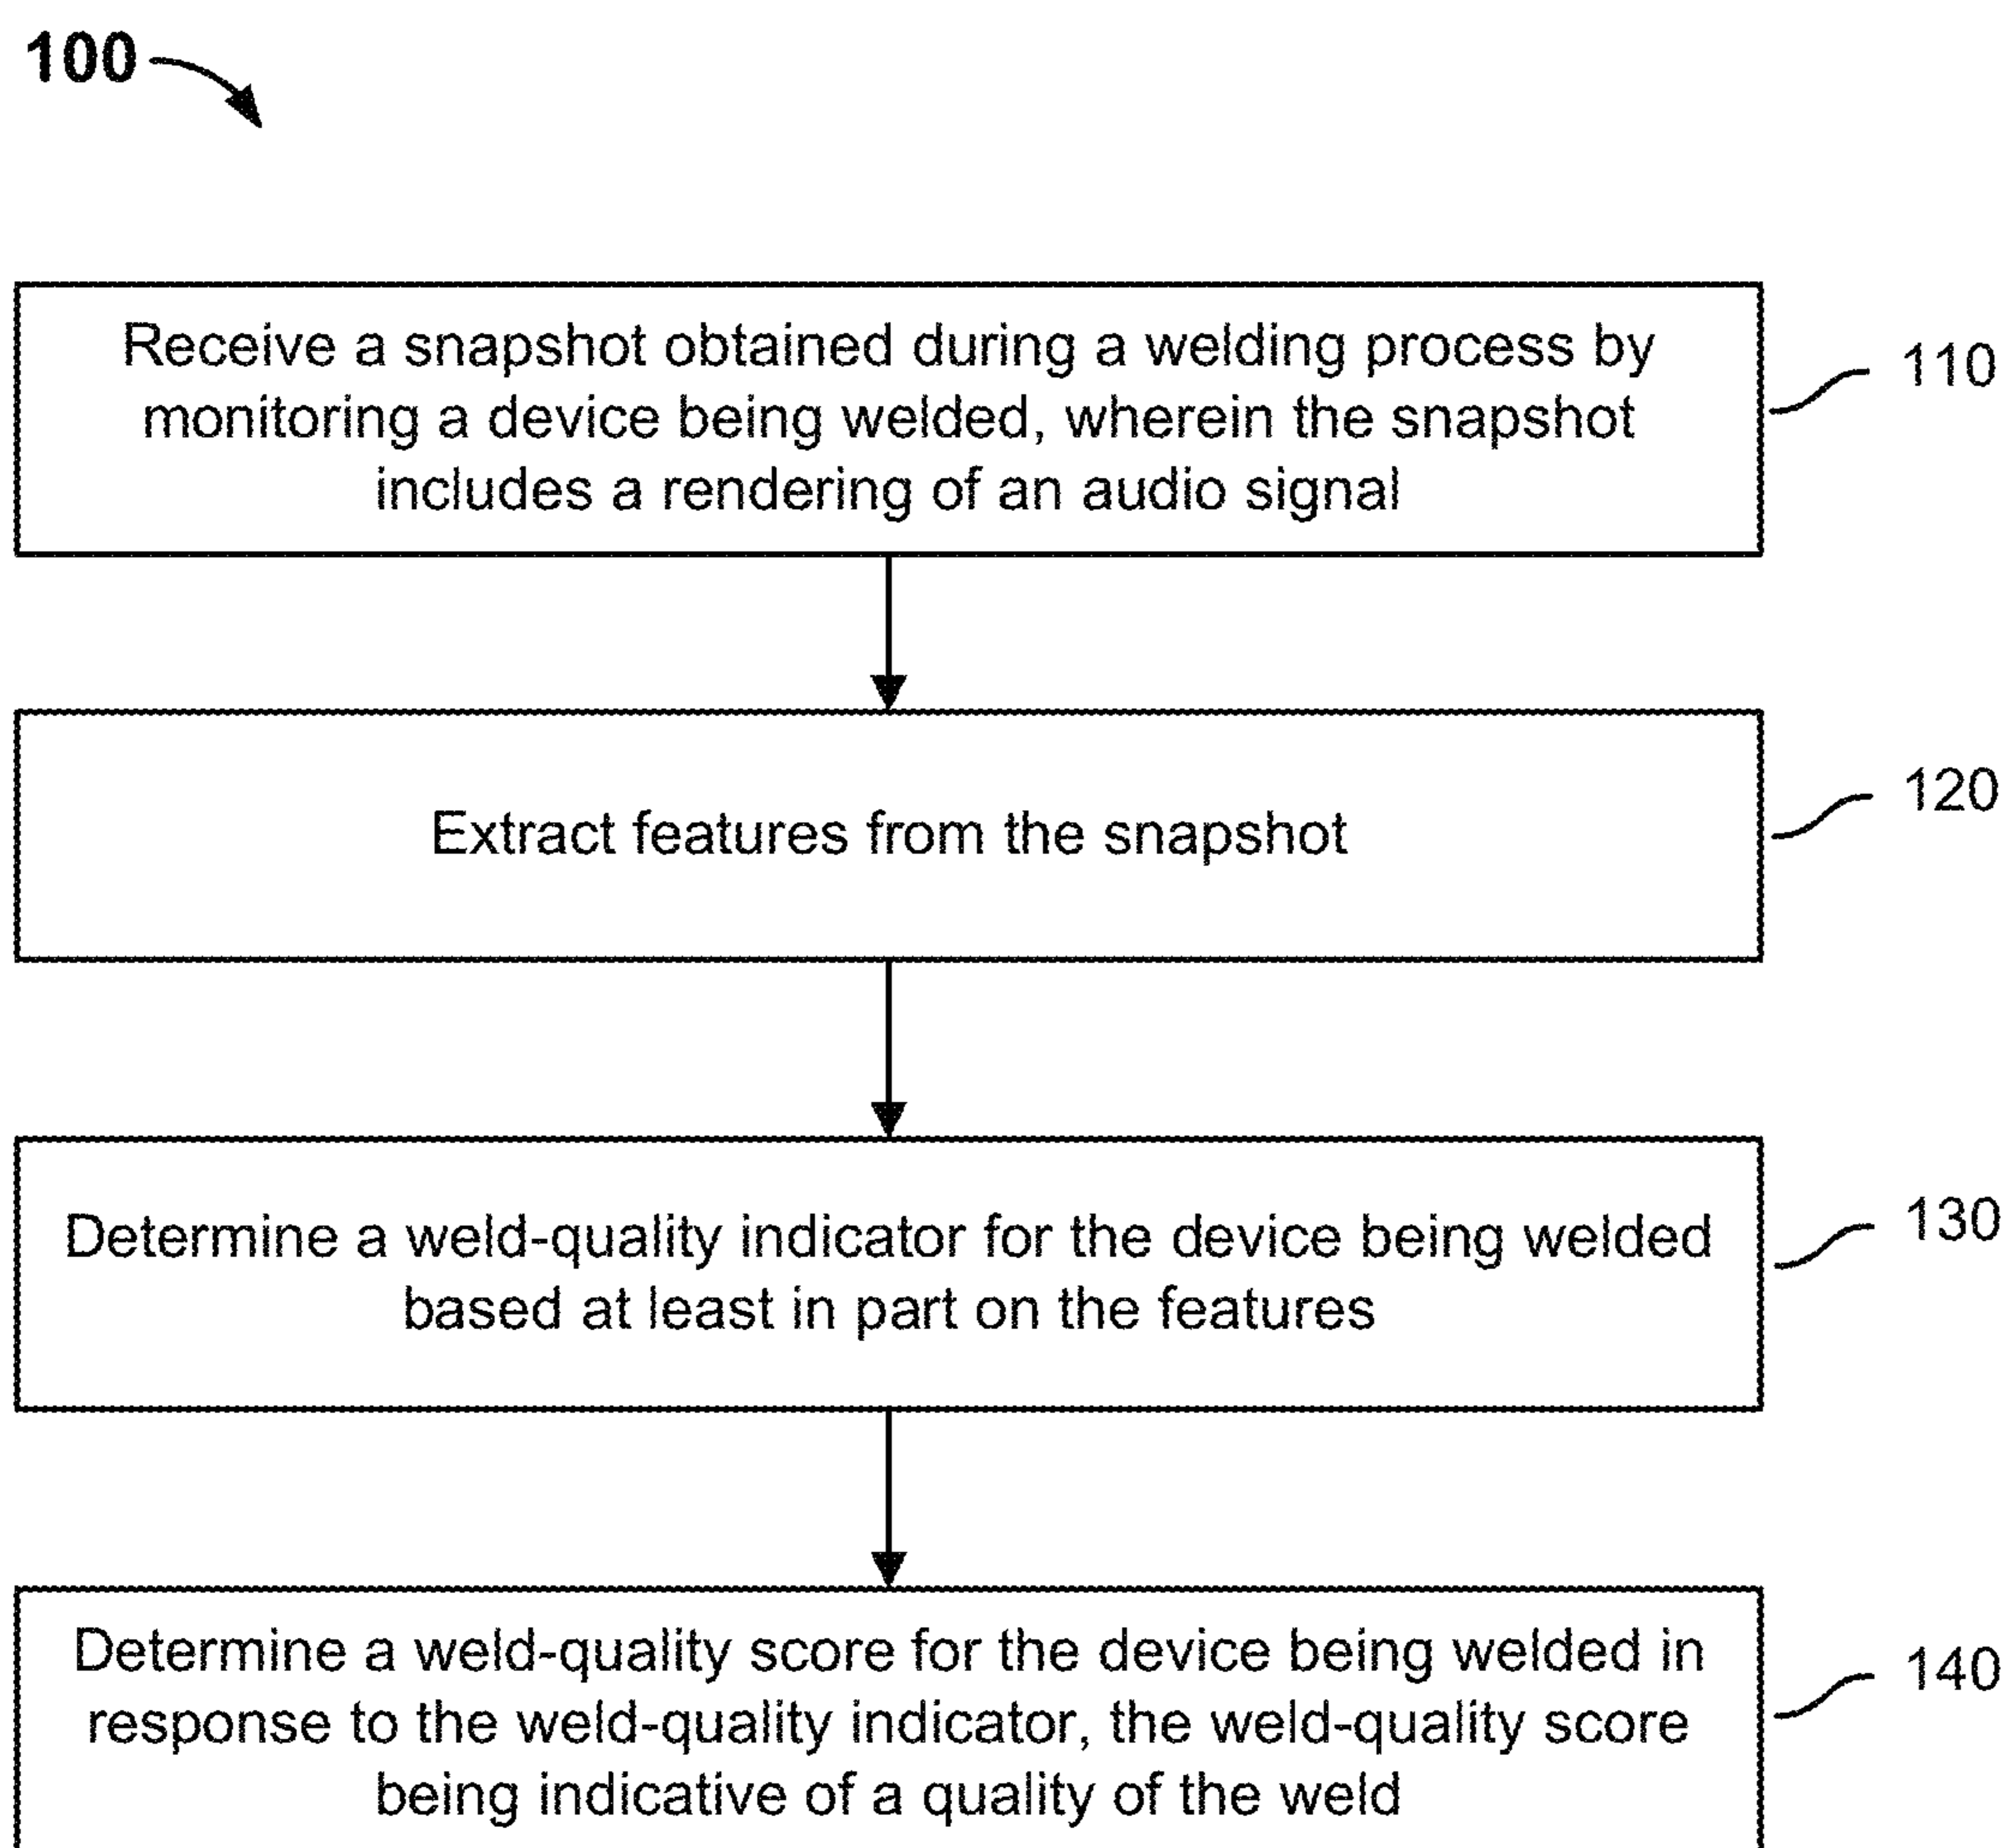 100
Receive a snapshot obtained during a welding process by
monitoring a device being welded, wherein the snapshot
includes a rendering of an audio signal
110
Extract features from the snapshot
120
Determine a weld-quality indicator for the device being welded
based at least in part on the features
130
Determine a weld-quality score for the device being welded in
response to the weld-quality indicator, the weld-quality score
being indicative of a quality of the weld
140